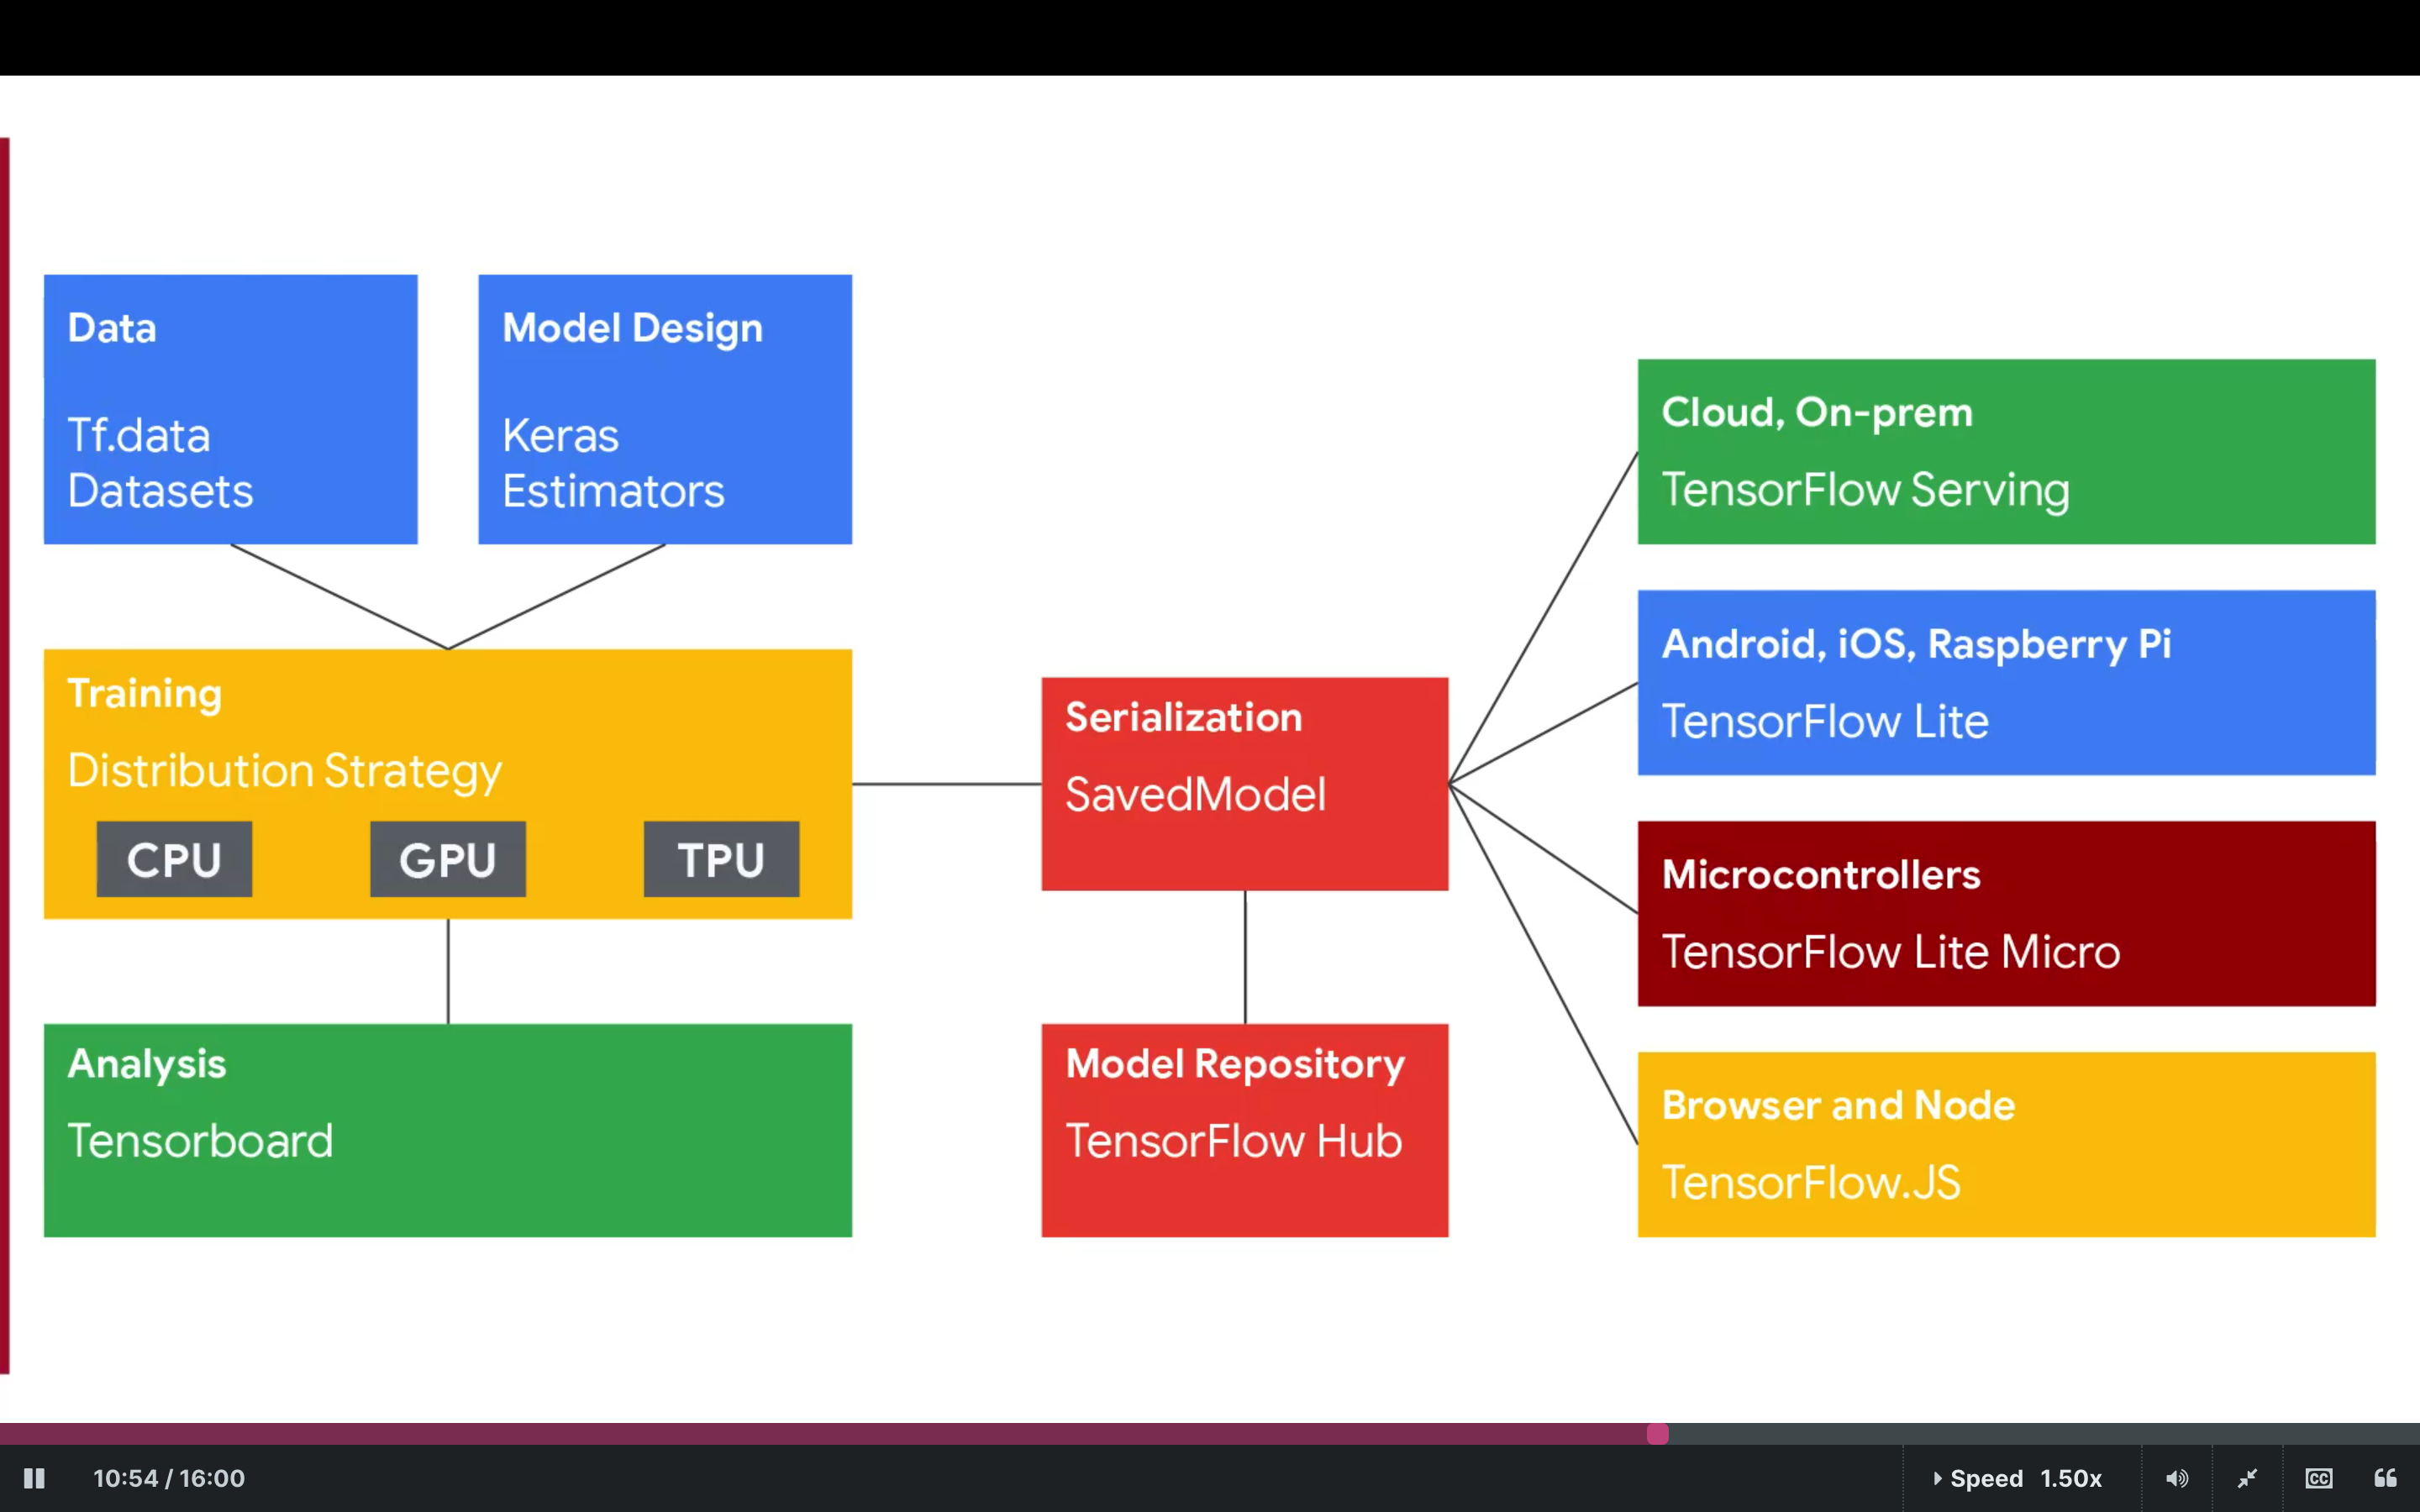 Data
Tf.data
Datasets
Model Design
Keras
Estimators
Training
Distribution Strategy
CPU
GPU
TPU
Analysis
Tensorboard
Serialization
SavedModel
Model Repository
TensorFlow Hub
Cloud, On-prem
TensorFlow Serving
Android, iOS, Raspberry Pi
TensorFlow Lite
Microcontrollers
TensorFlow Lite Micro
Browser and Node
TensorFlow.JS
10:54 / 16:00
Speed 1.50x
CC